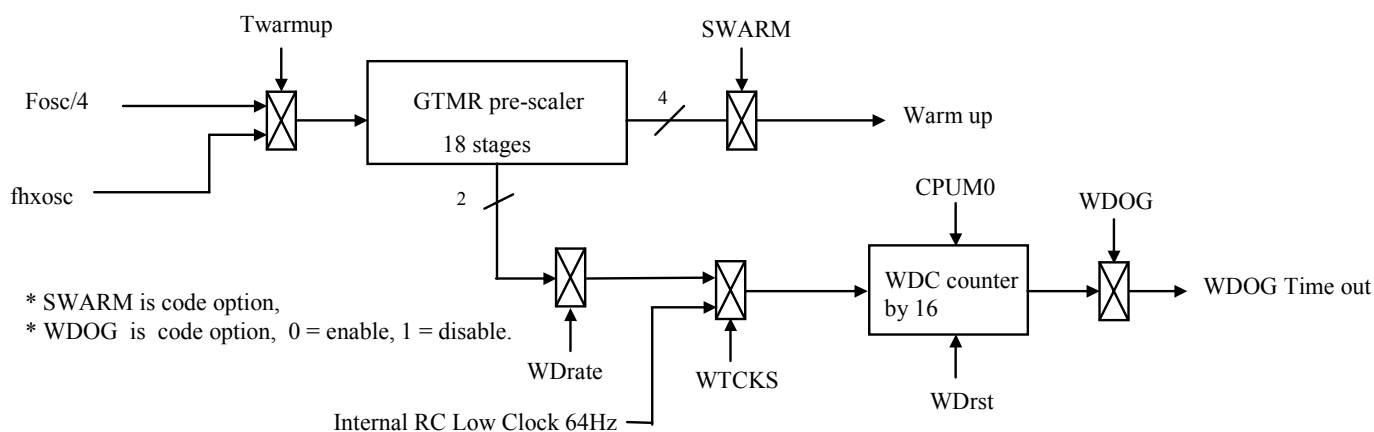 Twarmup
SWARM
Fosc/4
GTMR pre-scaler
18 stages
4
Warm up
fhxosc
2
CPUM0
WDOG
WDC counter
by 16
WDOG Time out
* SWARM is code option,
* WDOG is code option, 0 = enable, 1 = disable.
WDrate
WTCKS
WDrst
Internal RC Low Clock 64Hz